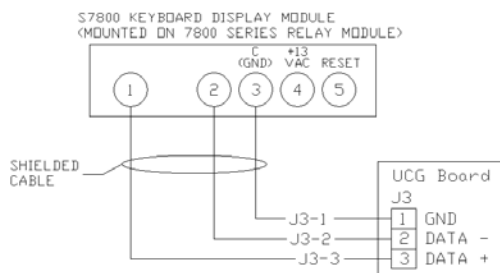 S7800 KEYBOARD DISPLAY MODULE
(MOUNTED ON 7800 SERIES RELAY MODULE)
C
(GND)
+13
VAC
RESET
1
2
3
4
5
SHIELDED
CABLE
UCG Board
J3
J3-1
1 GND
J3-2
2 DATA -
J3-3
3 DATA +